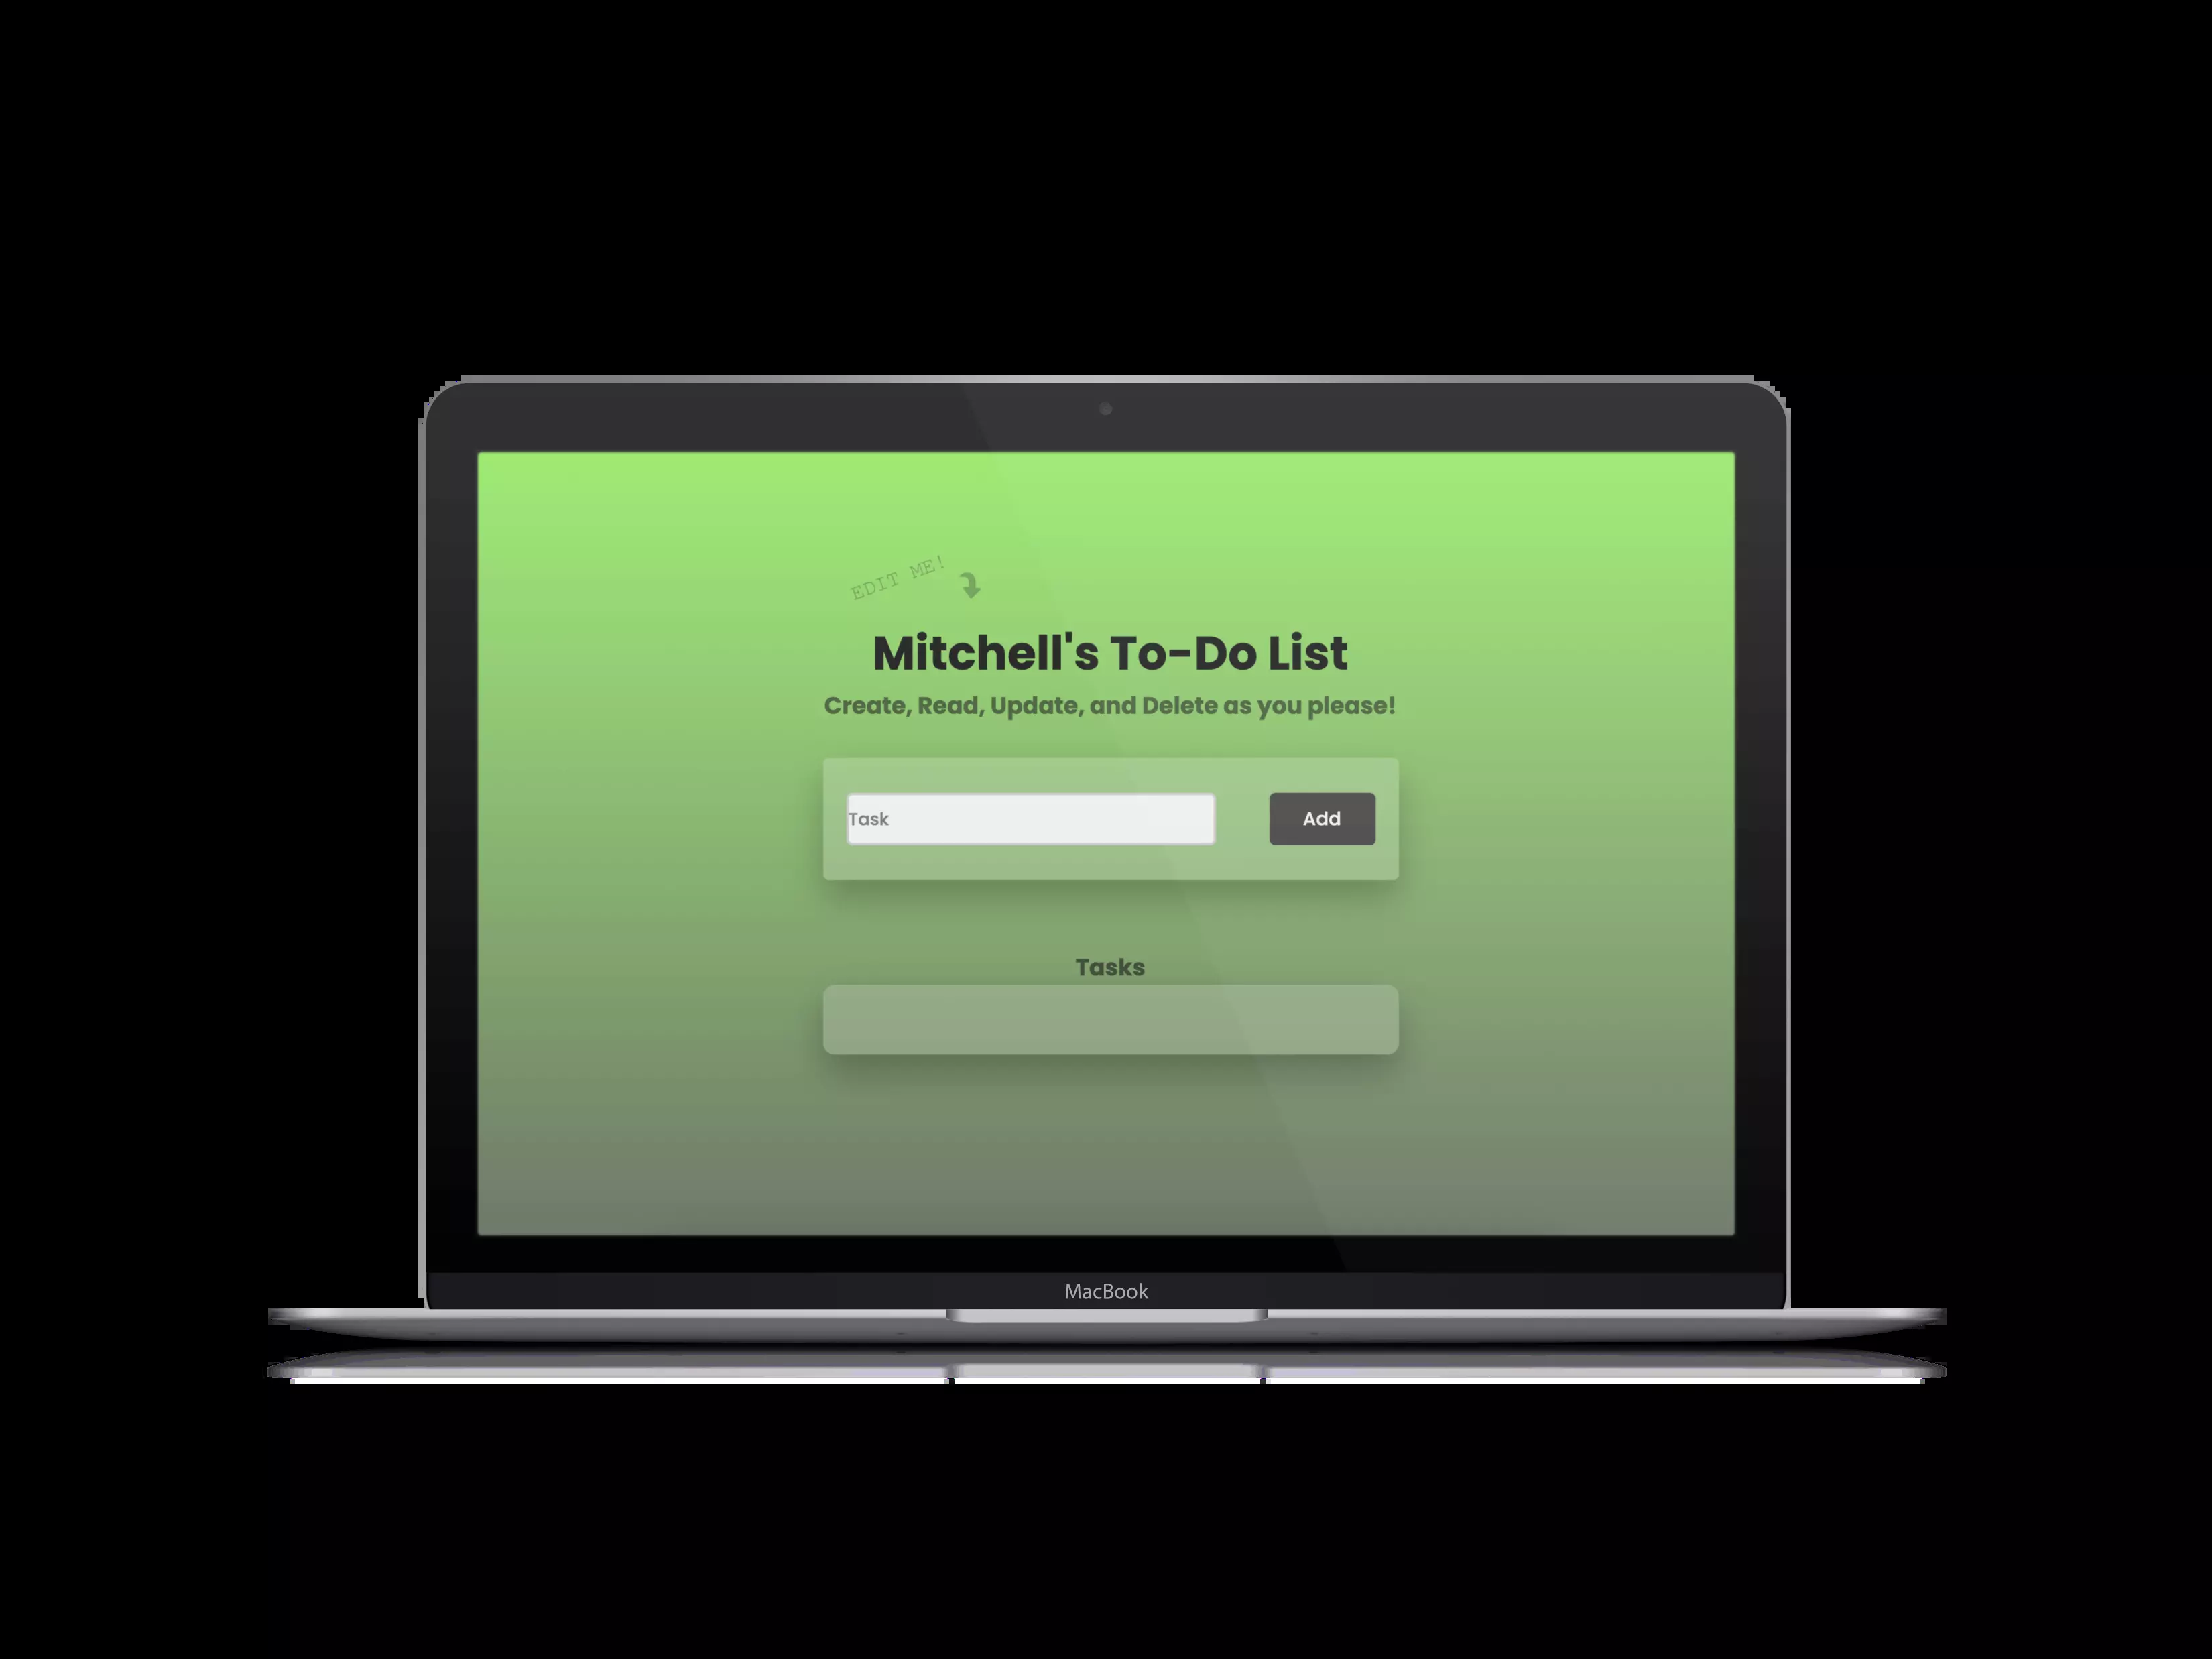 EDIT ME!
Mitchell's To-Do List
Create, Read, Update, and Delete as you please!
Task
Add
Tasks
MacBook